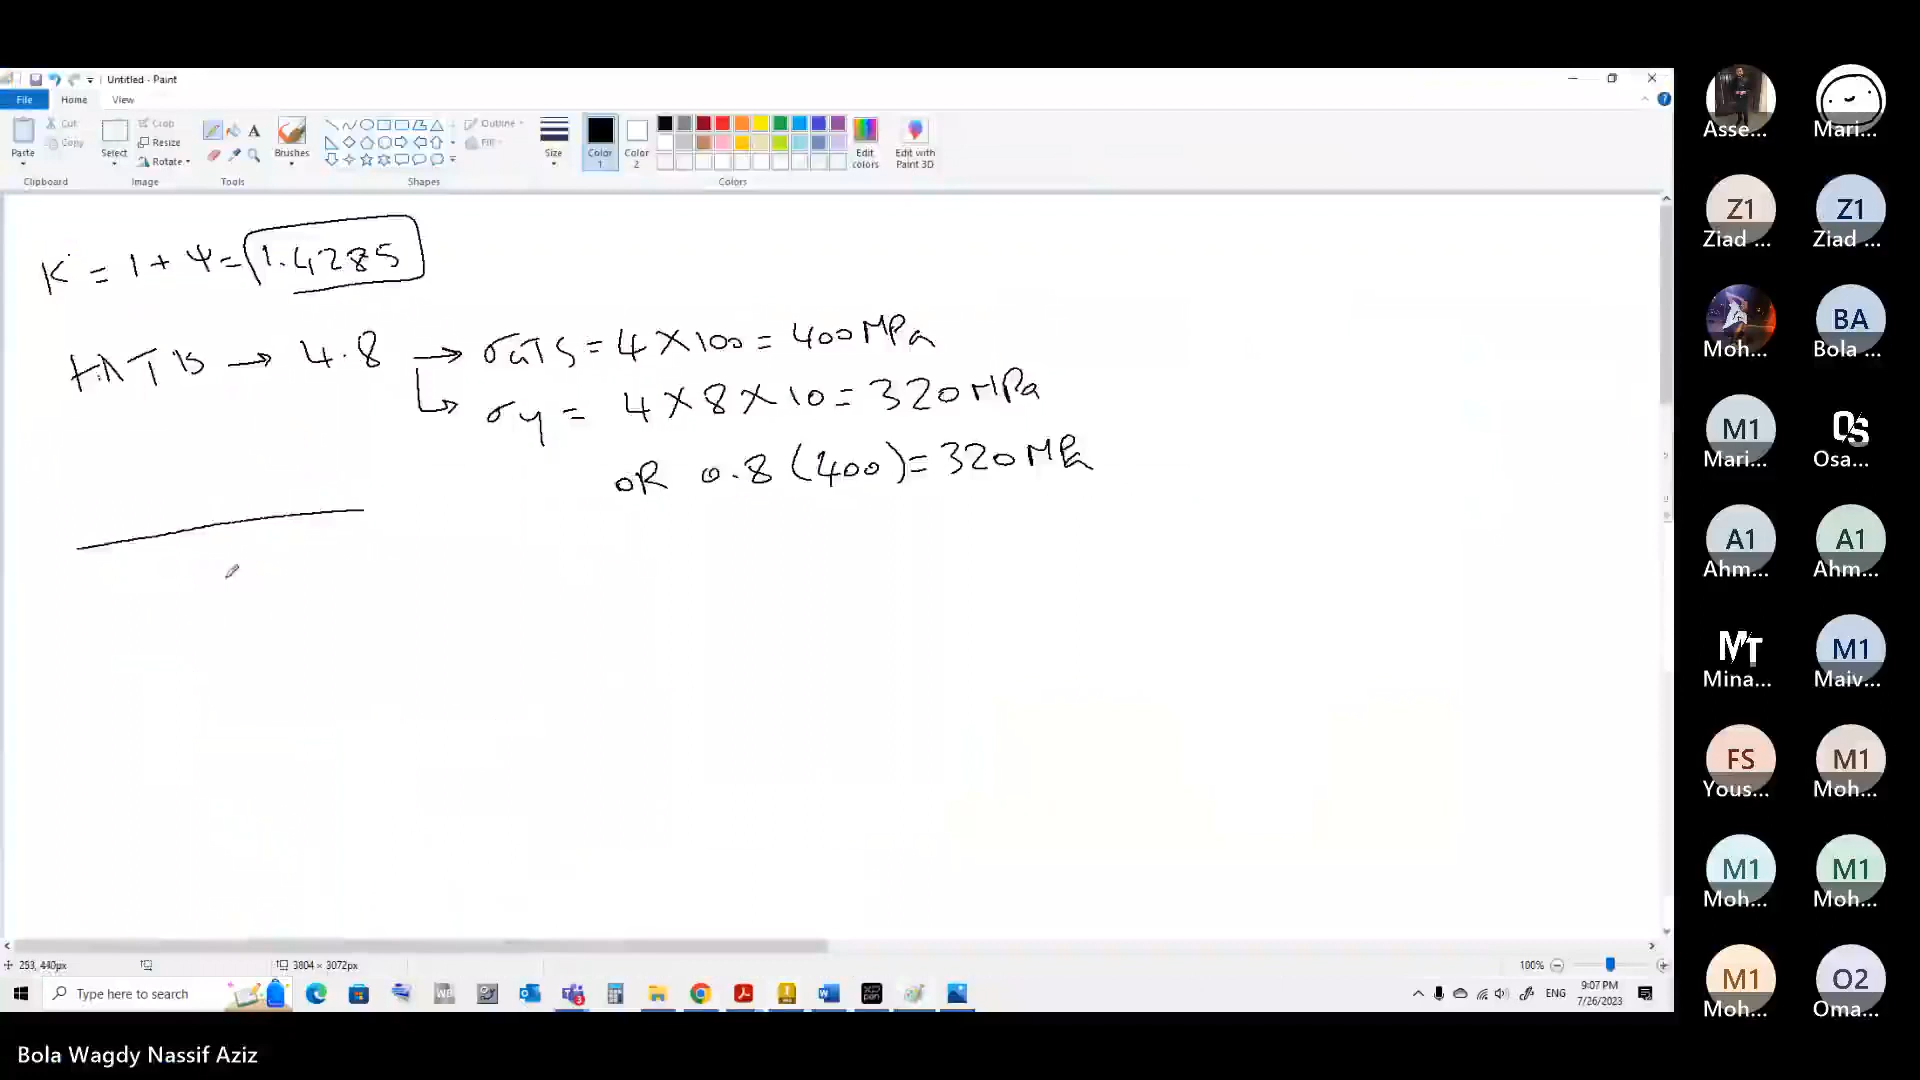 Untitled - Paint
File Home View
Paste
Cut
Copy
Clipboard
Select
Crop
Resize
Rotate
Image
Tools
Brushes
Shapes
Outline
Fill
Size
Color 1
Color 2
Colors
Edit colors
Edit with Paint 3D
K = 1 + Ψ = 1.4285
→ 4.8 → σuTS = 4 × 100 = 400 MPa
σy = 4 × 8 × 10 = 320 MPa
OR 0.8 (400) = 320 MPa
253, 440px
3804 × 3072px
100%
Type here to search
ENG
9:07 PM
7/26/2023
Asse...
Mari...
Z1
Ziad ...
Z1
Ziad ...
Moh...
BA
Bola ...
M1
Mari...
OS
Osa...
A1
Ahm...
A1
Ahm...
MT
Mina...
M1
Maiv...
FS
Yous...
M1
Moh...
M1
Moh...
M1
Moh...
M1
Moh...
O2
Oma...
Bola Wagdy Nassif Aziz